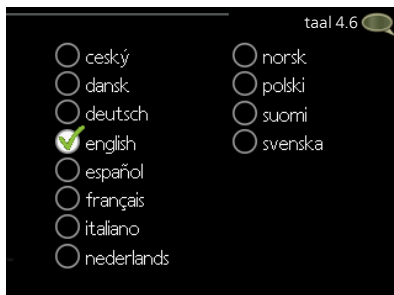 taal 4.6
ceský
dansk
deutsch
english
español
français
italiano
nederlands
norsk
polski
suomi
svenska